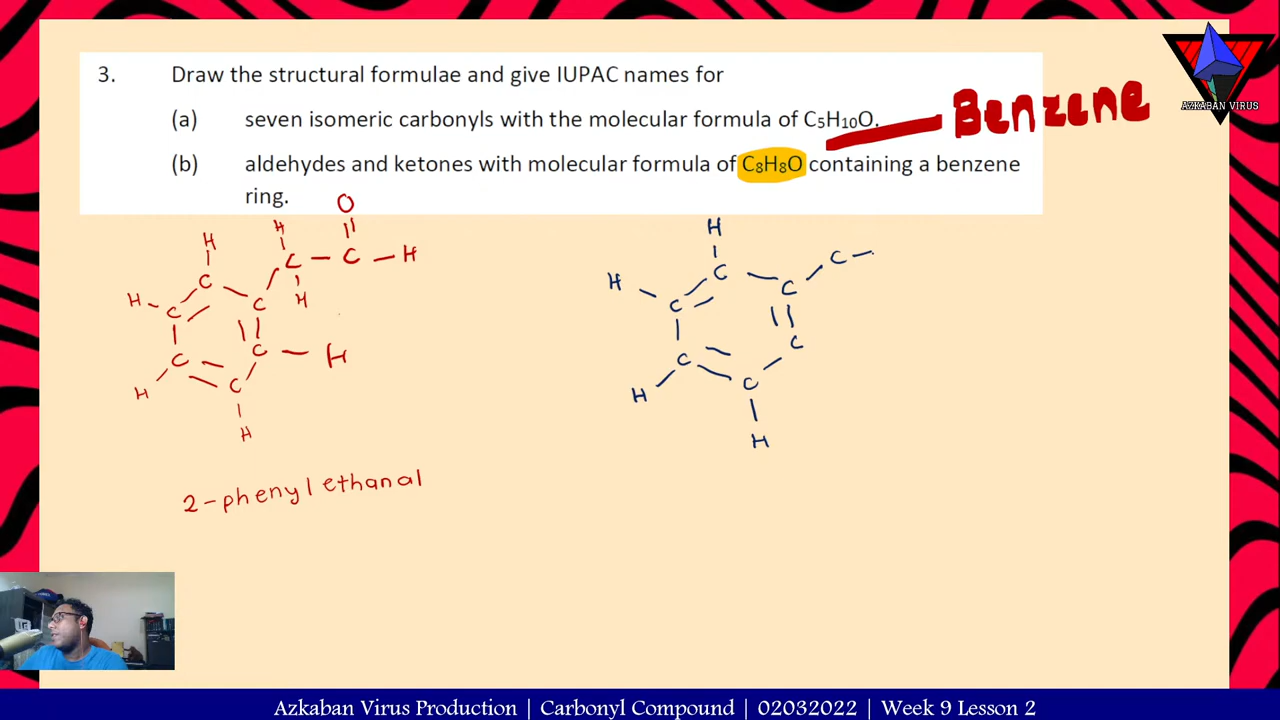 3. Draw the structural formulae and give IUPAC names for
(a) seven isomeric carbonyls with the molecular formula of C₅H₁₀O.
Benzene
(b) aldehydes and ketones with molecular formula of C₈H₈O containing a benzene
ring.
O
H H
H C – C – H
H C C H
C C
C C – H
H C
H
2-phenylethanal
H
H C C –
C C
C C
C C
H H
AZKABAN VIRUS
Azkaban Virus Production | Carbonyl Compound | 02032022 | Week 9 Lesson 2